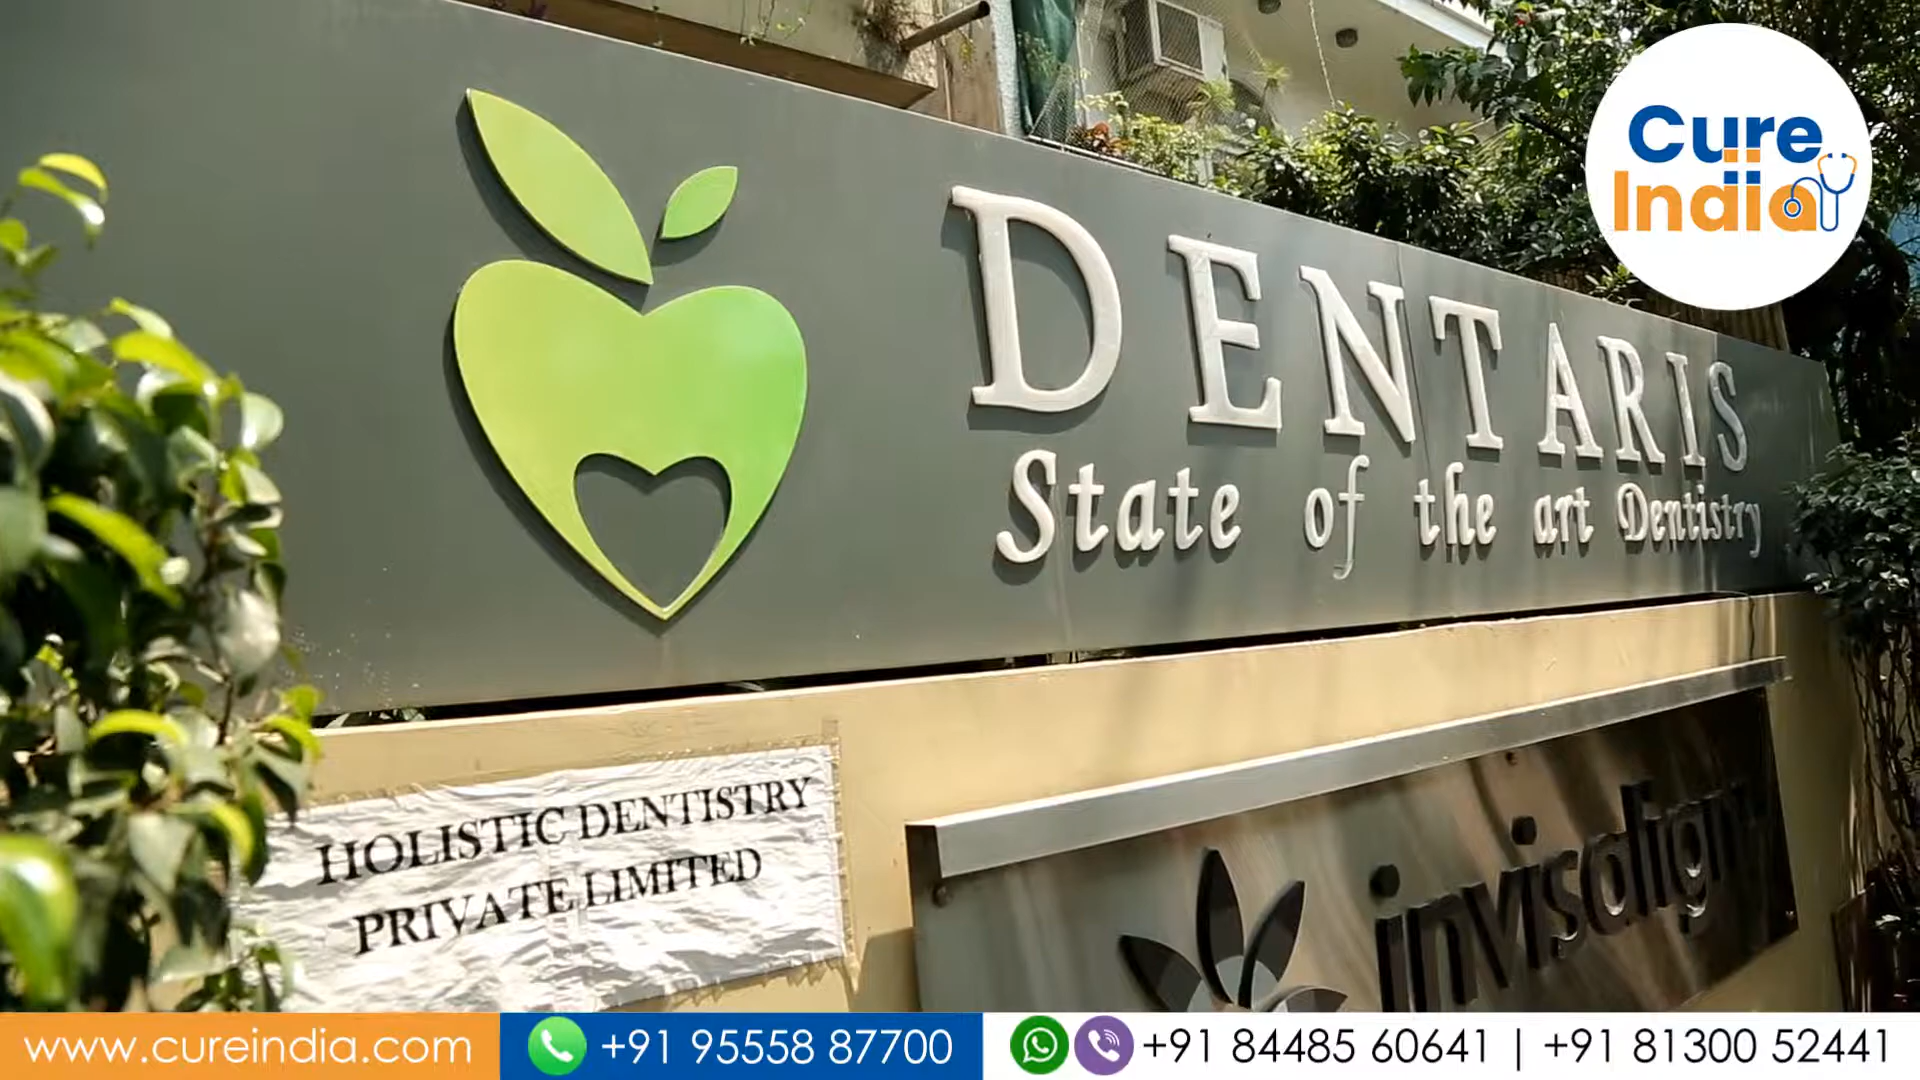 Cure
India
DENTARIS
State of the art Dentistry
HOLISTIC DENTISTRY
PRIVATE LIMITED
invisalign
www.cureindia.com
+91 95558 87700
+91 84485 60641 | +91 81300 52441